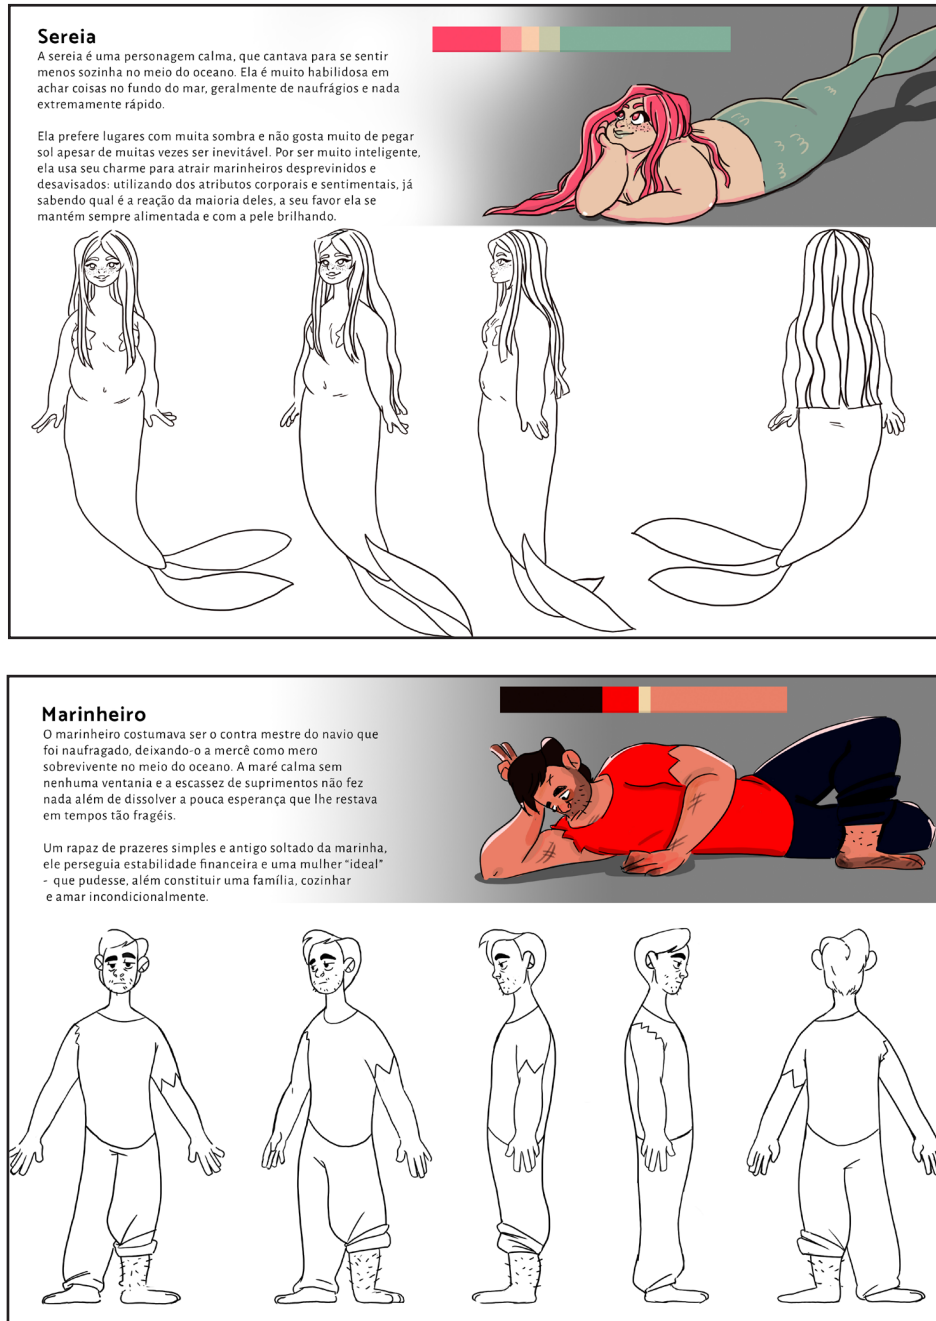 Sereia
A sereia é uma personagem calma, que cantava para se sentir
menos sozinha no meio do oceano. Ela é muito habilidosa em
achar coisas no fundo do mar, geralmente de naufrágios e nada
extremamente rápido.
Ela prefere lugares com muita sombra e não gosta muito de pegar
sol apesar de muitas vezes ser inevitável. Por ser muito inteligente,
ela usa seu charme para atrair marinheiros desprevinidos e
desavisados: utilizando dos atributos corporais e sentimentais, já
sabendo qual é a reação da maioria deles, a seu favor ela se
mantém sempre alimentada e com a pele brilhando.
Marinheiro
O marinheiro costumava ser o contra mestre do navio que
foi naufragado, deixando-o a mercê como mero
sobrevivente no meio do oceano. A maré calma sem
nenhuma ventania e a escassez de suprimentos não fez
nada além de dissolver a pouca esperança que lhe restava
em tempos tão fragéis.
Um rapaz de prazeres simples e antigo soltado da marinha,
ele perseguia estabilidade financeira e uma mulher “ideal”
- que pudesse, além constituir uma família, cozinhar
e amar incondicionalmente.